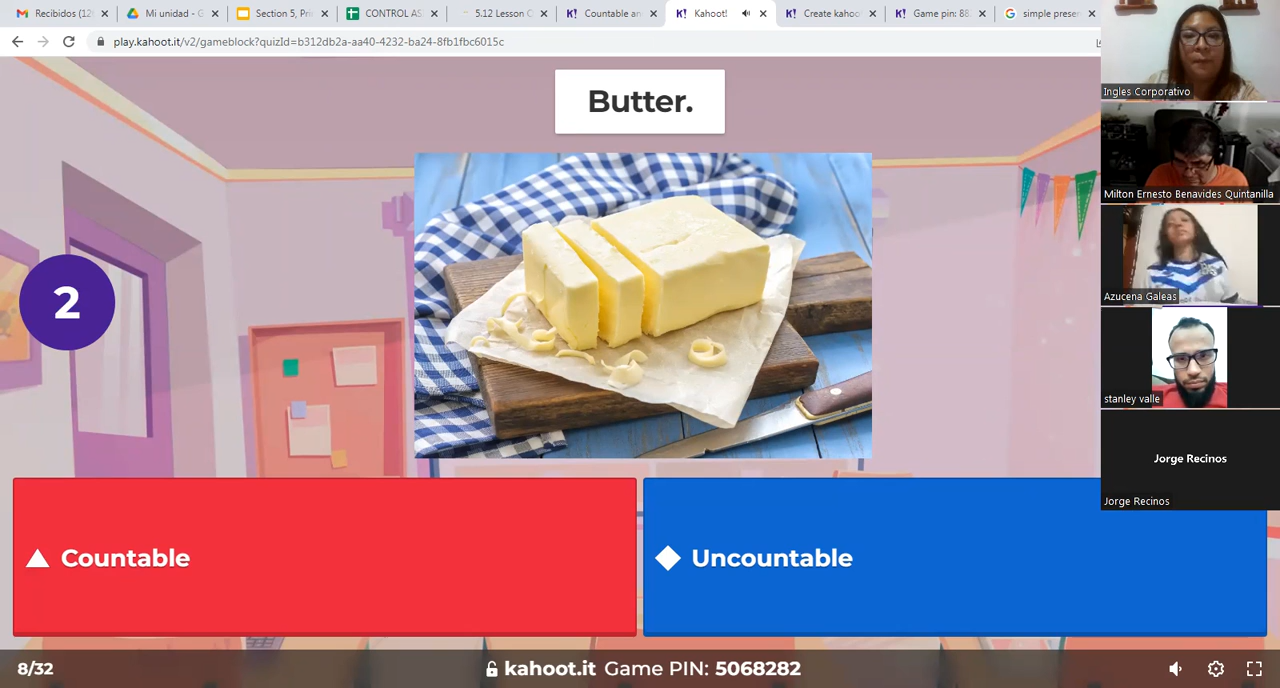 Recibidos (12
Mi unidad - G
Section 5, Pri
CONTROL AS
5.12 Lesson C
Countable an
Kahoot!
Create kahoo
Game pin: 88
simple presen
play.kahoot.it/v2/gameblock?quizId=b312db2a-aa40-4232-ba24-8fb1fbc6015c
Butter.
2
Ingles Corporativo
Milton Ernesto Benavides Quintanilla
Azucena Galeas
stanley valle
Jorge Recinos
Jorge Recinos
Countable
Uncountable
8/32
kahoot.it Game PIN: 5068282